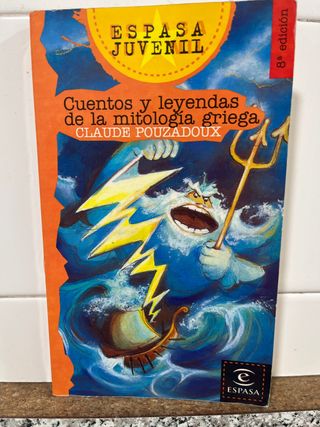 ESPASA
JUVENIL
8ª edición
Cuentos y leyendas
de la mitología griega
CLAUDE POUZADOUX
e
ESPASA